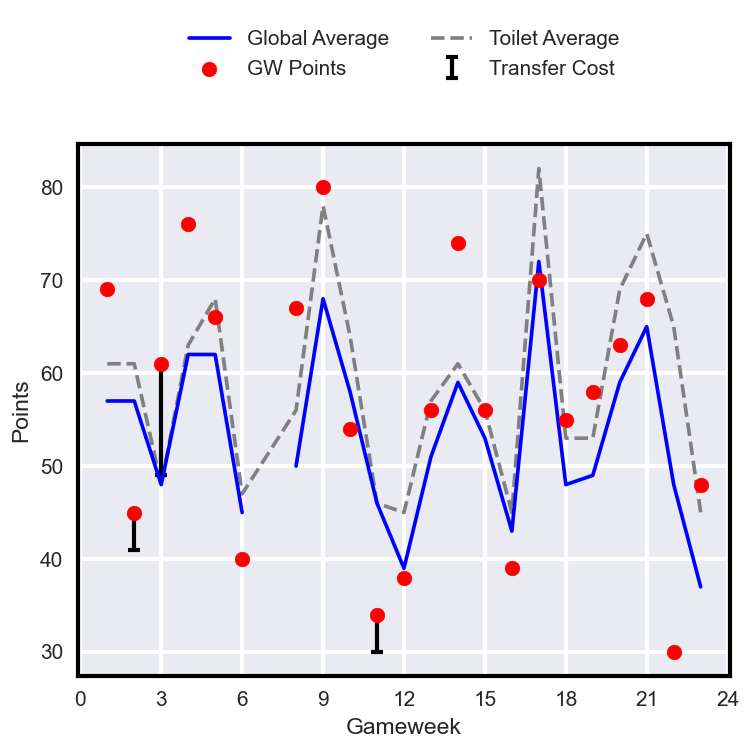 Global Average
Toilet Average
GW Points
Transfer Cost
80
70
60
50
40
30
Points
0 3 6 9 12 15 18 21 24
Gameweek